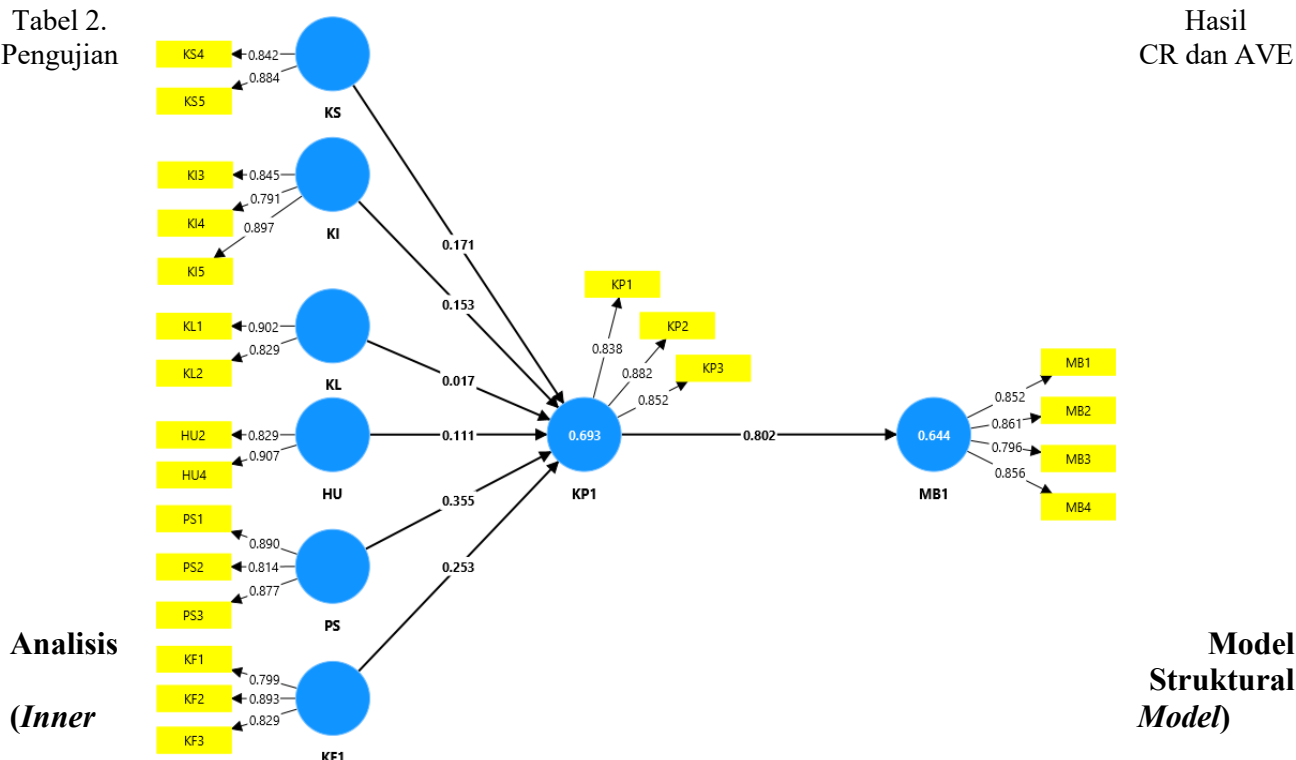 Tabel 2. Hasil
Pengujian CR dan AVE
KS4 0.842
KS5 0.884
KS
KI3 0.845
KI4 0.791
KI5 0.897
KI
KL1 0.902
KL2 0.829
KL
HU2 0.829
HU4 0.907
HU
PS1 0.890
PS2 0.814
PS3 0.877
PS
KF1 0.799
KF2 0.893
KF3 0.829
KF1
0.171
0.153
0.017
0.111
0.355
0.253
KP1 0.838
KP2 0.882
KP3 0.852
0.693
KP1
0.802
0.644
MB1
MB1 0.852
MB2 0.861
MB3 0.796
MB4 0.856
Analisis Model
Struktural
(Inner Model)